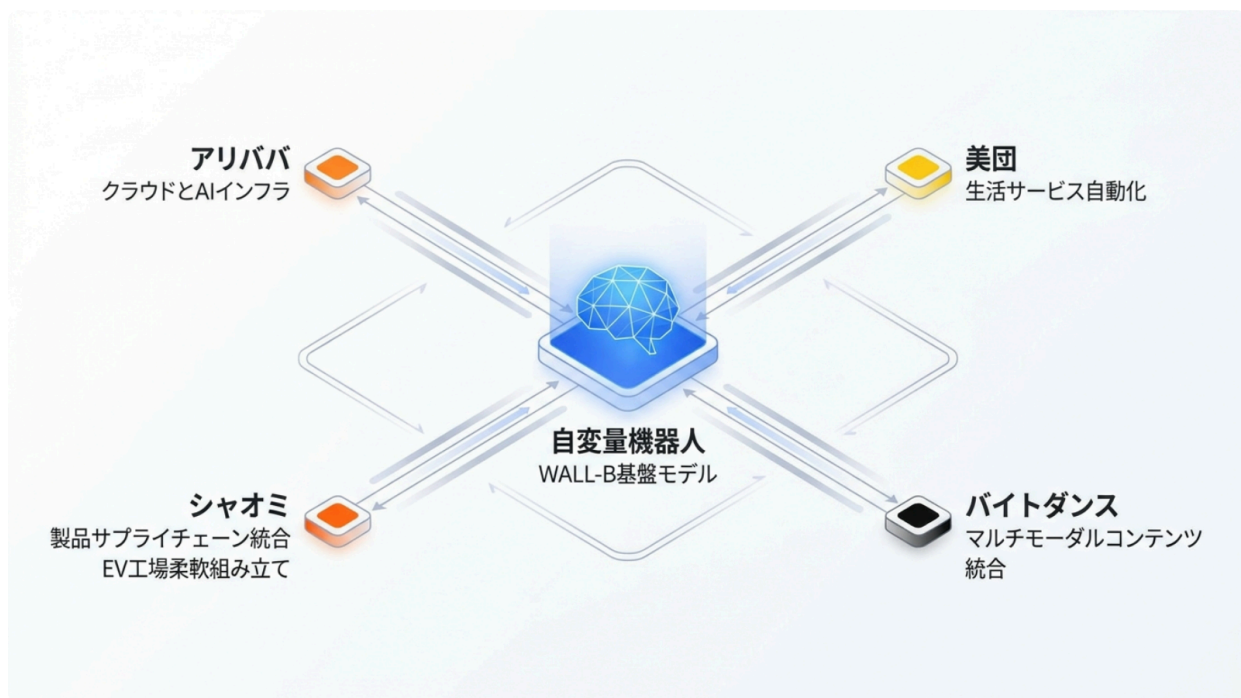 アリババ
クラウドとAIインフラ
美団
生活サービス自動化
自変量機器人
WALL-B基盤モデル
シャオミ
製品サプライチェーン統合
EV工場柔軟組み立て
バイトダンス
マルチモーダルコンテンツ
統合